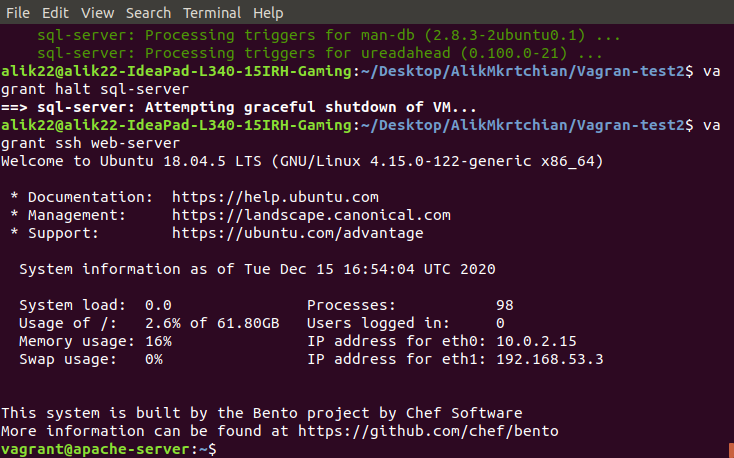 File Edit View Search Terminal Help
sql-server: Processing triggers for man-db (2.8.3-2ubuntu0.1) ...
sql-server: Processing triggers for ureadahead (0.100.0-21) ...
alik22@alik22-IdeaPad-L340-15IRH-Gaming:~/Desktop/AlikMkrtchian/Vagran-test2$ va
grant halt sql-server
==> sql-server: Attempting graceful shutdown of VM...
alik22@alik22-IdeaPad-L340-15IRH-Gaming:~/Desktop/AlikMkrtchian/Vagran-test2$ va
grant ssh web-server
Welcome to Ubuntu 18.04.5 LTS (GNU/Linux 4.15.0-122-generic x86_64)
* Documentation:  https://help.ubuntu.com
* Management:     https://landscape.canonical.com
* Support:        https://ubuntu.com/advantage
System information as of Tue Dec 15 16:54:04 UTC 2020
System load:  0.0               Processes:           98
Usage of /:   2.6% of 61.80GB   Users logged in:     0
Memory usage: 16%               IP address for eth0: 10.0.2.15
Swap usage:   0%                IP address for eth1: 192.168.53.3
This system is built by the Bento project by Chef Software
More information can be found at https://github.com/chef/bento
vagrant@apache-server:~$